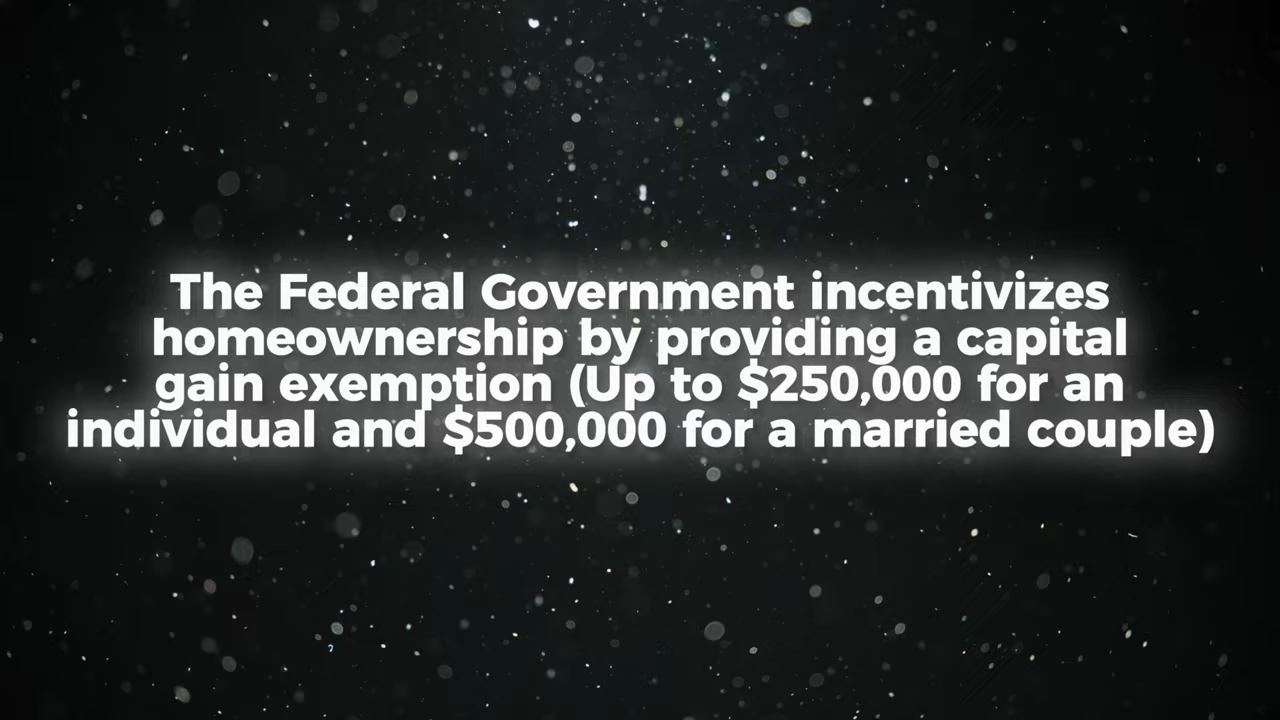 The Federal Government incentivizes
homeownership by providing a capital
gain exemption (Up to $250,000 for an
individual and $500,000 for a married couple)